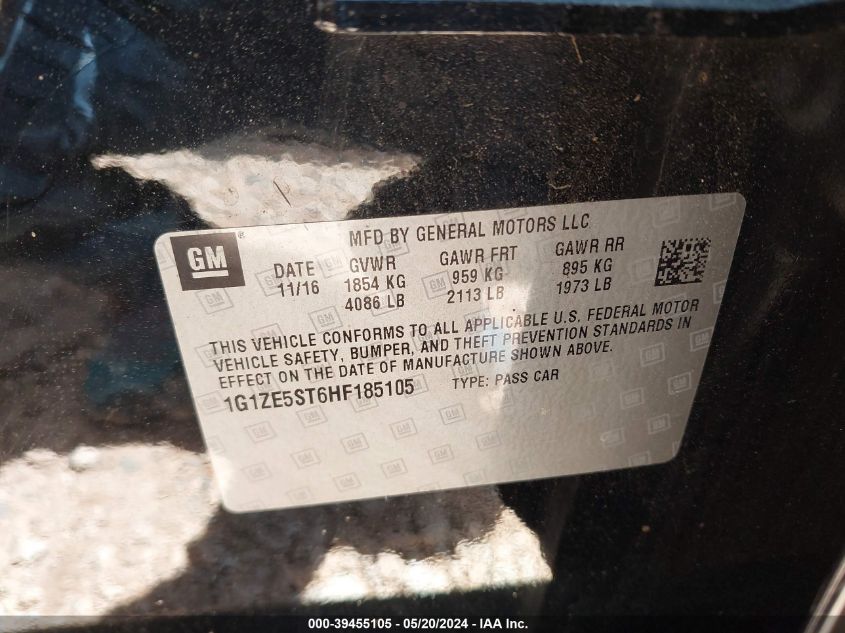 GM
MFD BY GENERAL MOTORS LLC
DATE GVWR GAWR FRT GAWR RR
11/16 1854 KG 959 KG 895 KG
4086 LB 2113 LB 1973 LB
THIS VEHICLE CONFORMS TO ALL APPLICABLE U.S. FEDERAL MOTOR
VEHICLE SAFETY, BUMPER, AND THEFT PREVENTION STANDARDS IN
EFFECT ON THE DATE OF MANUFACTURE SHOWN ABOVE.
1G1ZE5ST6HF185105 TYPE: PASS CAR
000-39455105 - 05/20/2024 - IAA Inc.